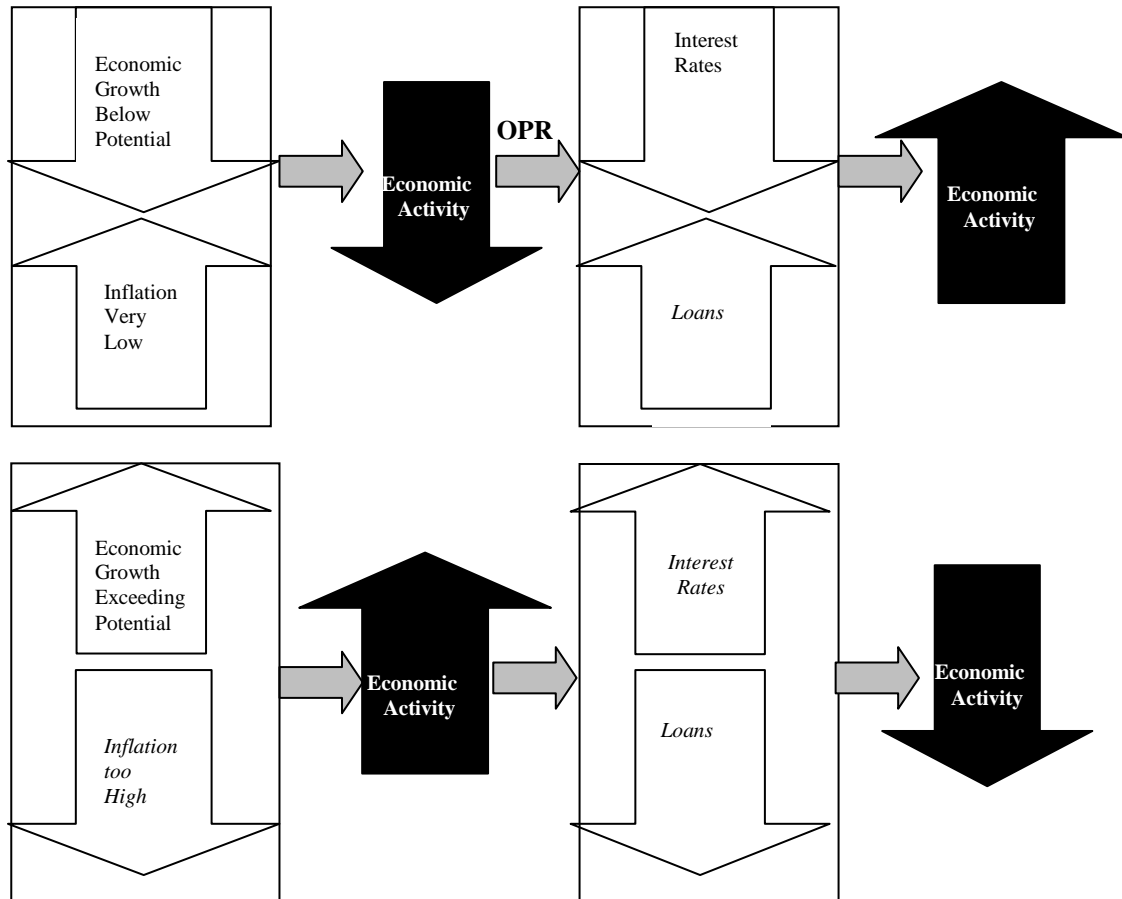 Economic
Growth
Below
Potential
Inflation
Very
Low
Economic
Activity
OPR
Interest
Rates
Loans
Economic
Activity
Economic
Growth
Exceeding
Potential
Inflation
too
High
Economic
Activity
Interest
Rates
Loans
Economic
Activity